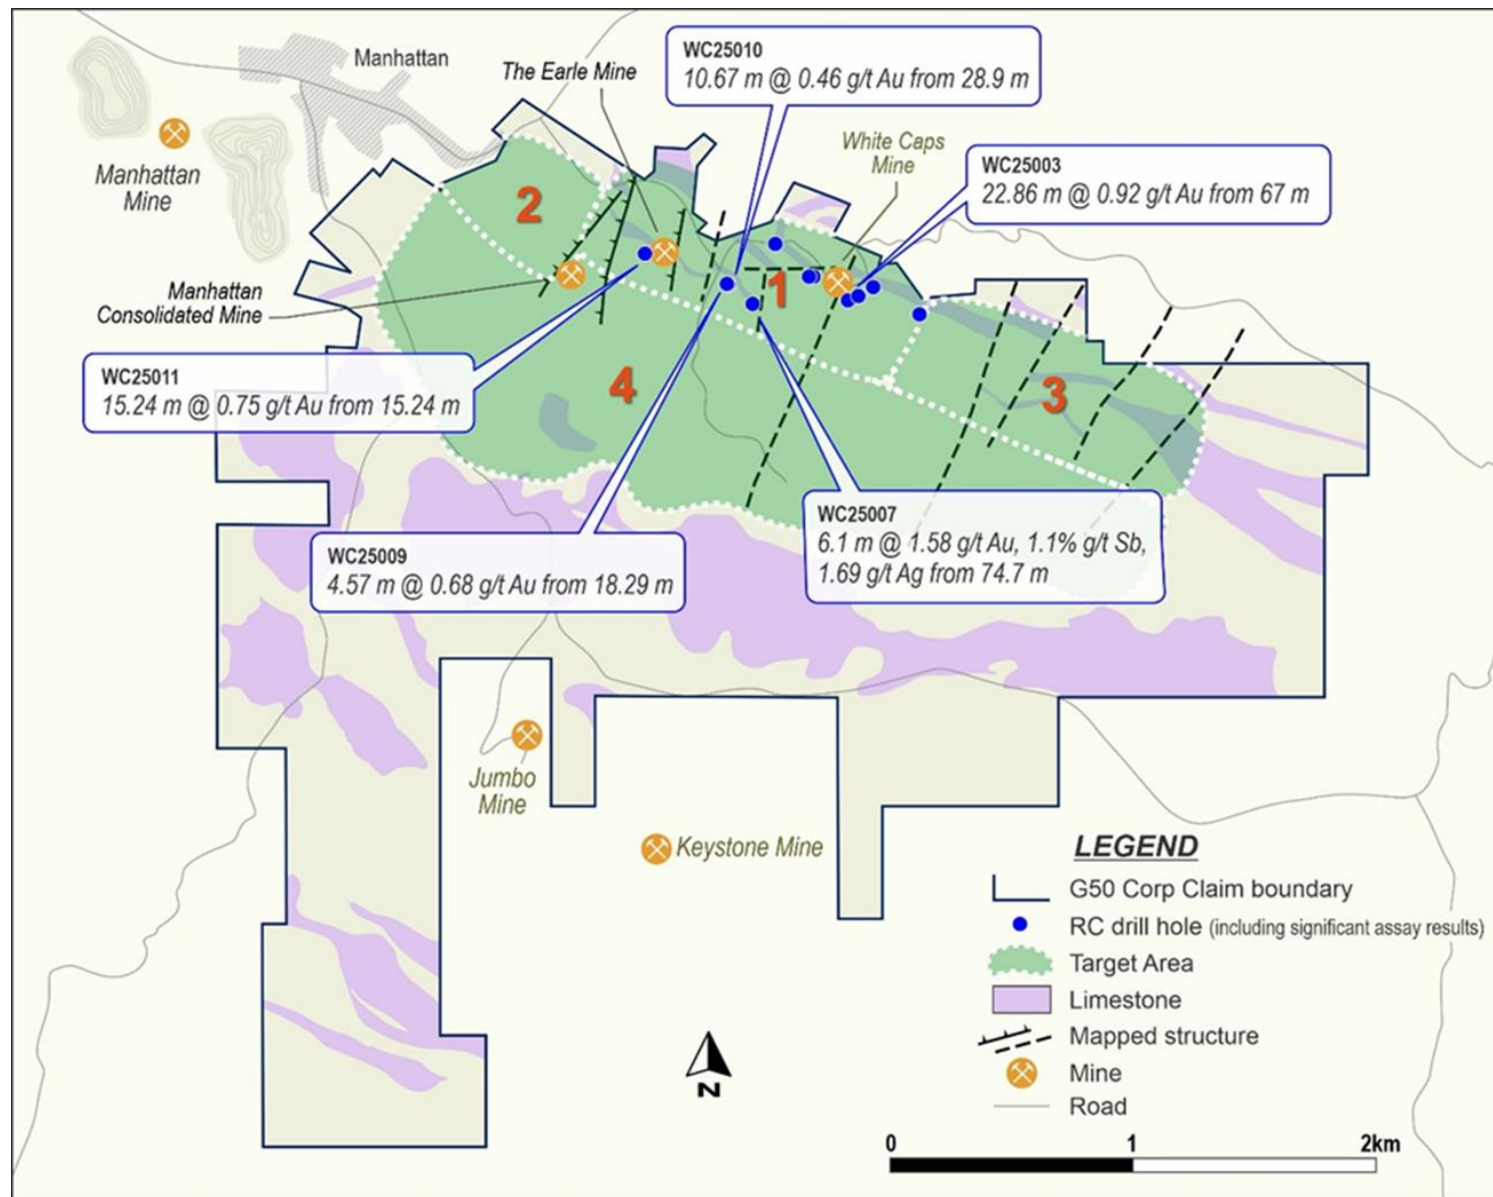 Manhattan
The Earle Mine
WC25010
10.67 m @ 0.46 g/t Au from 28.9 m
White Caps
Mine
WC25003
22.86 m @ 0.92 g/t Au from 67 m
Manhattan
Mine
2
1
Manhattan
Consolidated Mine
WC25011
15.24 m @ 0.75 g/t Au from 15.24 m
4
3
WC25007
6.1 m @ 1.58 g/t Au, 1.1% g/t Sb,
1.69 g/t Ag from 74.7 m
WC25009
4.57 m @ 0.68 g/t Au from 18.29 m
Jumbo
Mine
Keystone Mine
LEGEND
G50 Corp Claim boundary
RC drill hole (including significant assay results)
Target Area
Limestone
Mapped structure
Mine
Road
N
0 1 2km